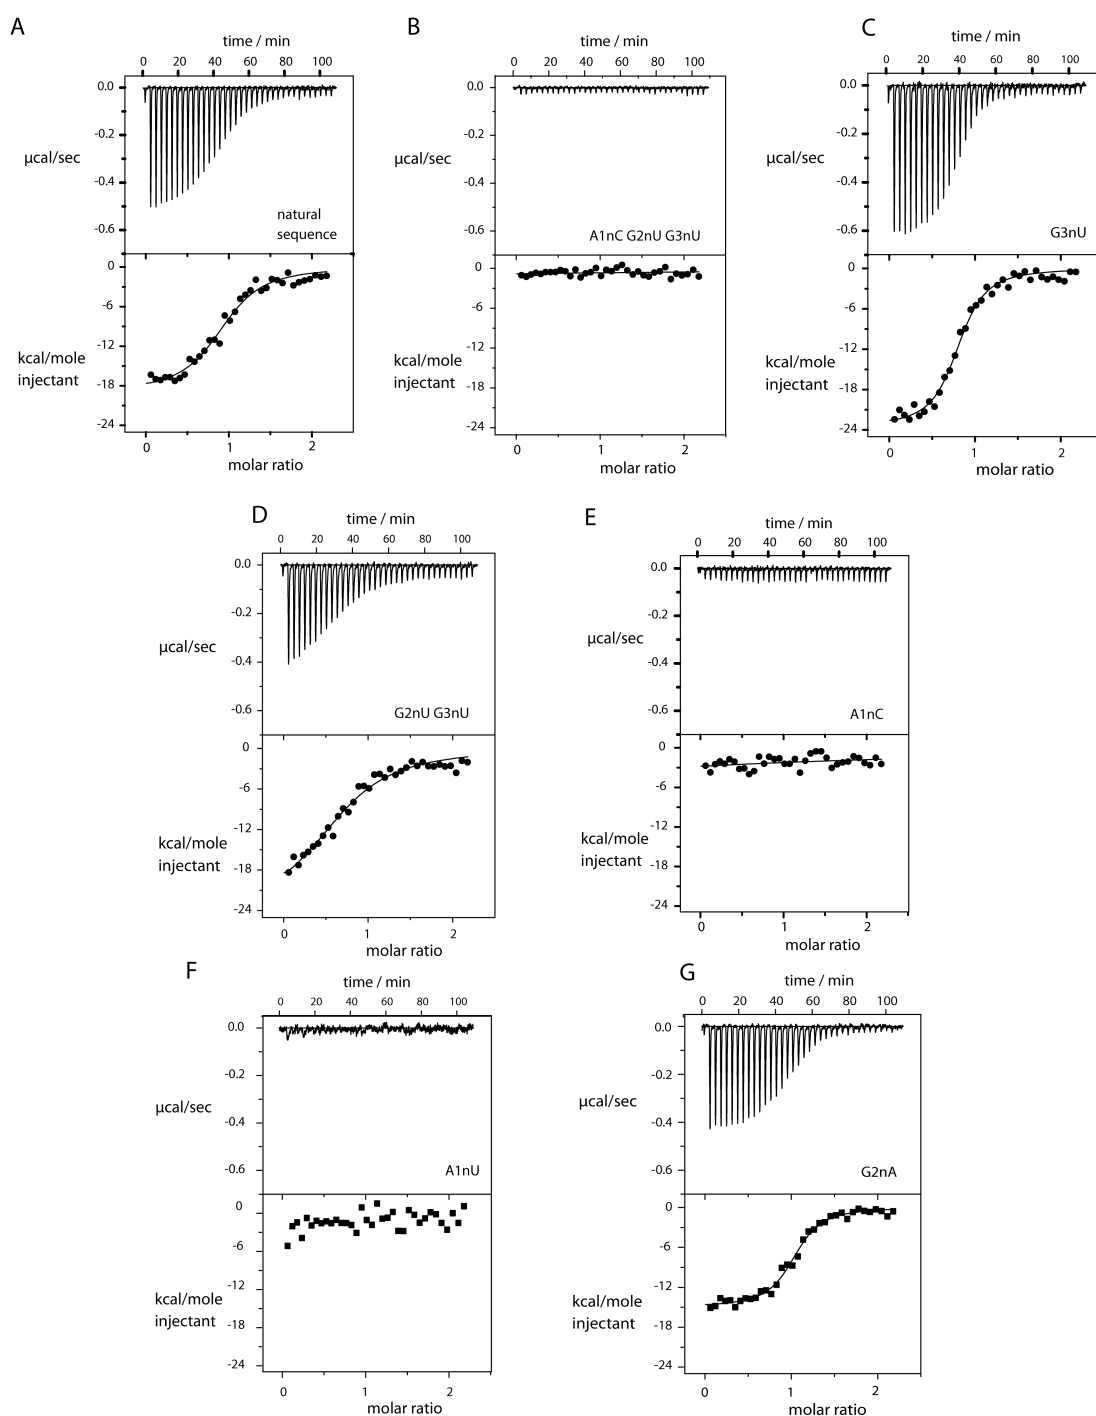 A
time / min
0 20 40 60 80 100
0.0
-0.2
µcal/sec
-0.4
natural
-0.6
sequence
0
-6
-12
kcal/mole
injectant
-18
-24
0 1 2
molar ratio
B
time / min
0 20 40 60 80 100
0.0
-0.2
µcal/sec
-0.4
-0.6
A1nC G2nU G3nU
0
-6
-12
kcal/mole
injectant
-18
-24
0 1 2
molar ratio
C
time / min
0 20 40 60 80 100
0.0
-0.2
µcal/sec
-0.4
-0.6
G3nU
0
-6
-12
kcal/mole
injectant
-18
-24
0 1 2
molar ratio
D
time / min
0 20 40 60 80 100
0.0
-0.2
µcal/sec
-0.4
-0.6
G2nU G3nU
0
-6
-12
kcal/mole
injectant
-18
-24
0 1 2
molar ratio
E
time / min
0 20 40 60 80 100
0.0
-0.2
µcal/sec
-0.4
-0.6
A1nC
0
-6
-12
kcal/mole
injectant
-18
-24
0 1 2
molar ratio
F
time / min
0 20 40 60 80 100
0.0
-0.2
µcal/sec
-0.4
-0.6
A1nU
0
-6
-12
kcal/mole
injectant
-18
-24
0 1 2
molar ratio
G
time / min
0 20 40 60 80 100
0.0
-0.2
µcal/sec
-0.4
-0.6
G2nA
0
-6
-12
kcal/mole
injectant
-18
-24
0 1 2
molar ratio